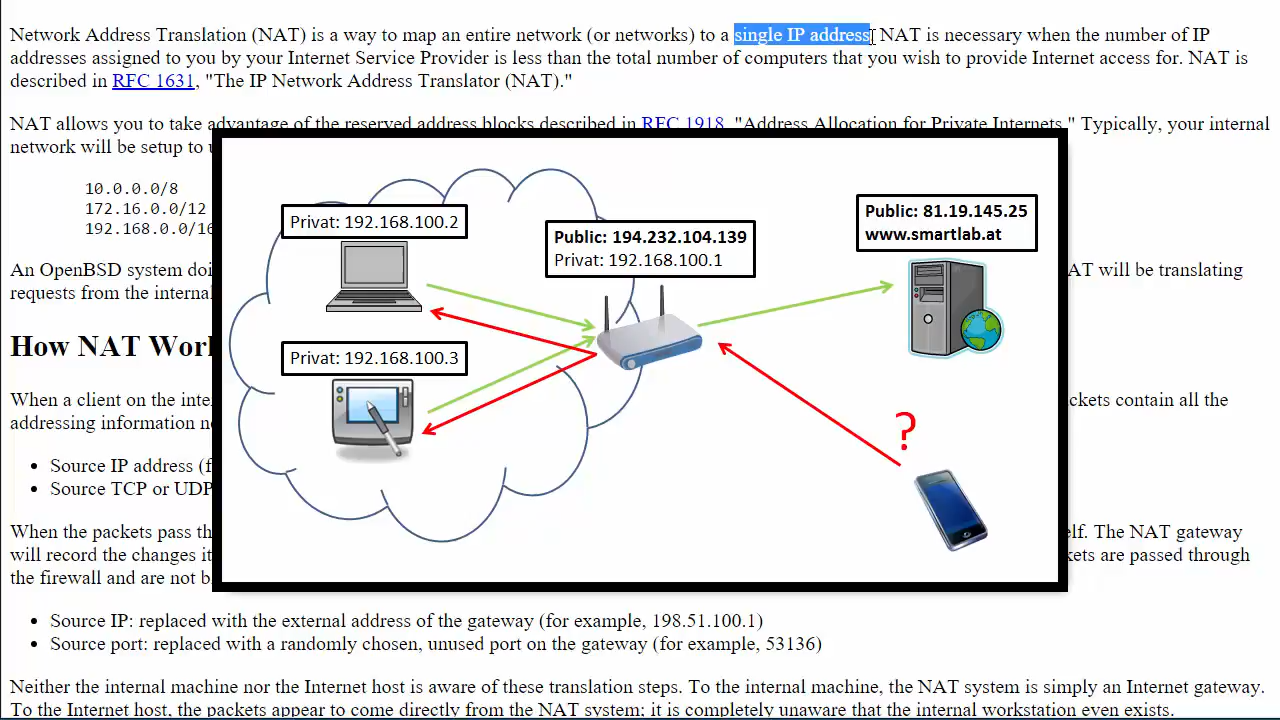 Network Address Translation (NAT) is a way to map an entire network (or networks) to a single IP address. NAT is necessary when the number of IP
addresses assigned to you by your Internet Service Provider is less than the total number of computers that you wish to provide Internet access for. NAT is
described in RFC 1631, "The IP Network Address Translator (NAT)."
NAT allows you to take advantage of the reserved address blocks described in RFC 1918, "Address Allocation for Private Internets." Typically, your internal
network will be setup to
10.0.0.0/8
172.16.0.0/12
192.168.0.0/16
An OpenBSD system doi
NAT will be translating
requests from the internal
How NAT Work
When a client on the inte
ckets contain all the
addressing information ne
• Source IP address (f
• Source TCP or UDP
When the packets pass th
elf. The NAT gateway
will record the changes it
kets are passed through
the firewall and are not b
Privat: 192.168.100.2
Public: 194.232.104.139
Privat: 192.168.100.1
Public: 81.19.145.25
www.smartlab.at
Privat: 192.168.100.3
?
• Source IP: replaced with the external address of the gateway (for example, 198.51.100.1)
• Source port: replaced with a randomly chosen, unused port on the gateway (for example, 53136)
Neither the internal machine nor the Internet host is aware of these translation steps. To the internal machine, the NAT system is simply an Internet gateway.
To the Internet host, the packets appear to come directly from the NAT system; it is completely unaware that the internal workstation even exists.